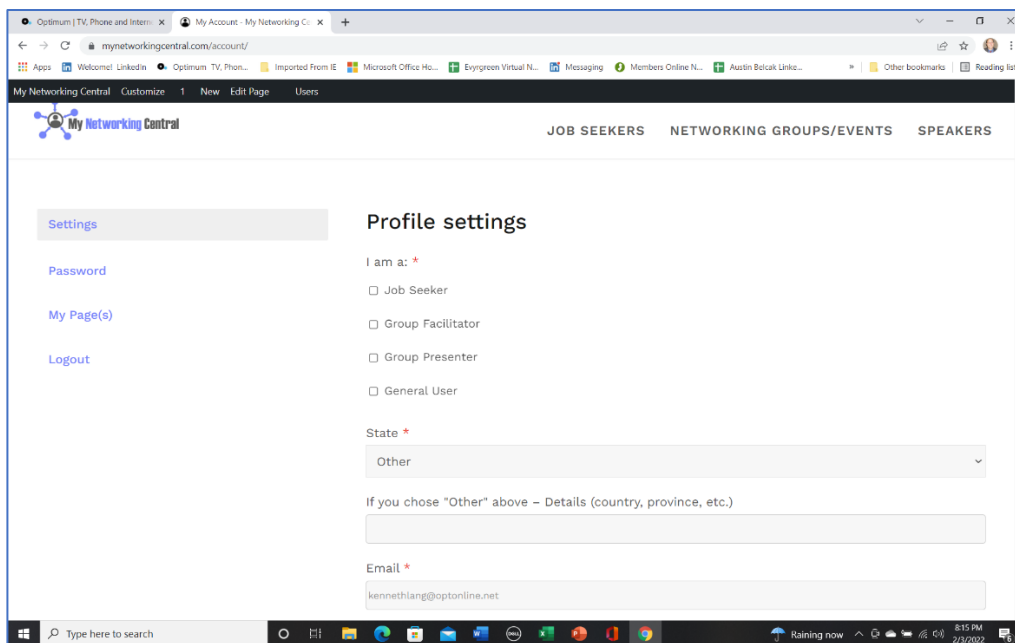 Optimum | TV, Phone and Intern
My Account - My Networking Ce
mynetworkingcentral.com/account/
Apps Welcome! LinkedIn Optimum TV, Phon... Imported From IE Microsoft Office Ho... Evyrgreen Virtual N... Messaging Members Online N... Austin Belcak Linke... » Other bookmarks Reading list
My Networking Central Customize 1 New Edit Page Users
My Networking Central
JOB SEEKERS NETWORKING GROUPS/EVENTS SPEAKERS
Settings
Password
My Page(s)
Logout
Profile settings
I am a: *
Job Seeker
Group Facilitator
Group Presenter
General User
State *
Other
If you chose "Other" above – Details (country, province, etc.)
Email *
kennethlang@optonline.net
Type here to search
DELL
Raining now
8:15 PM
2/3/2022
6